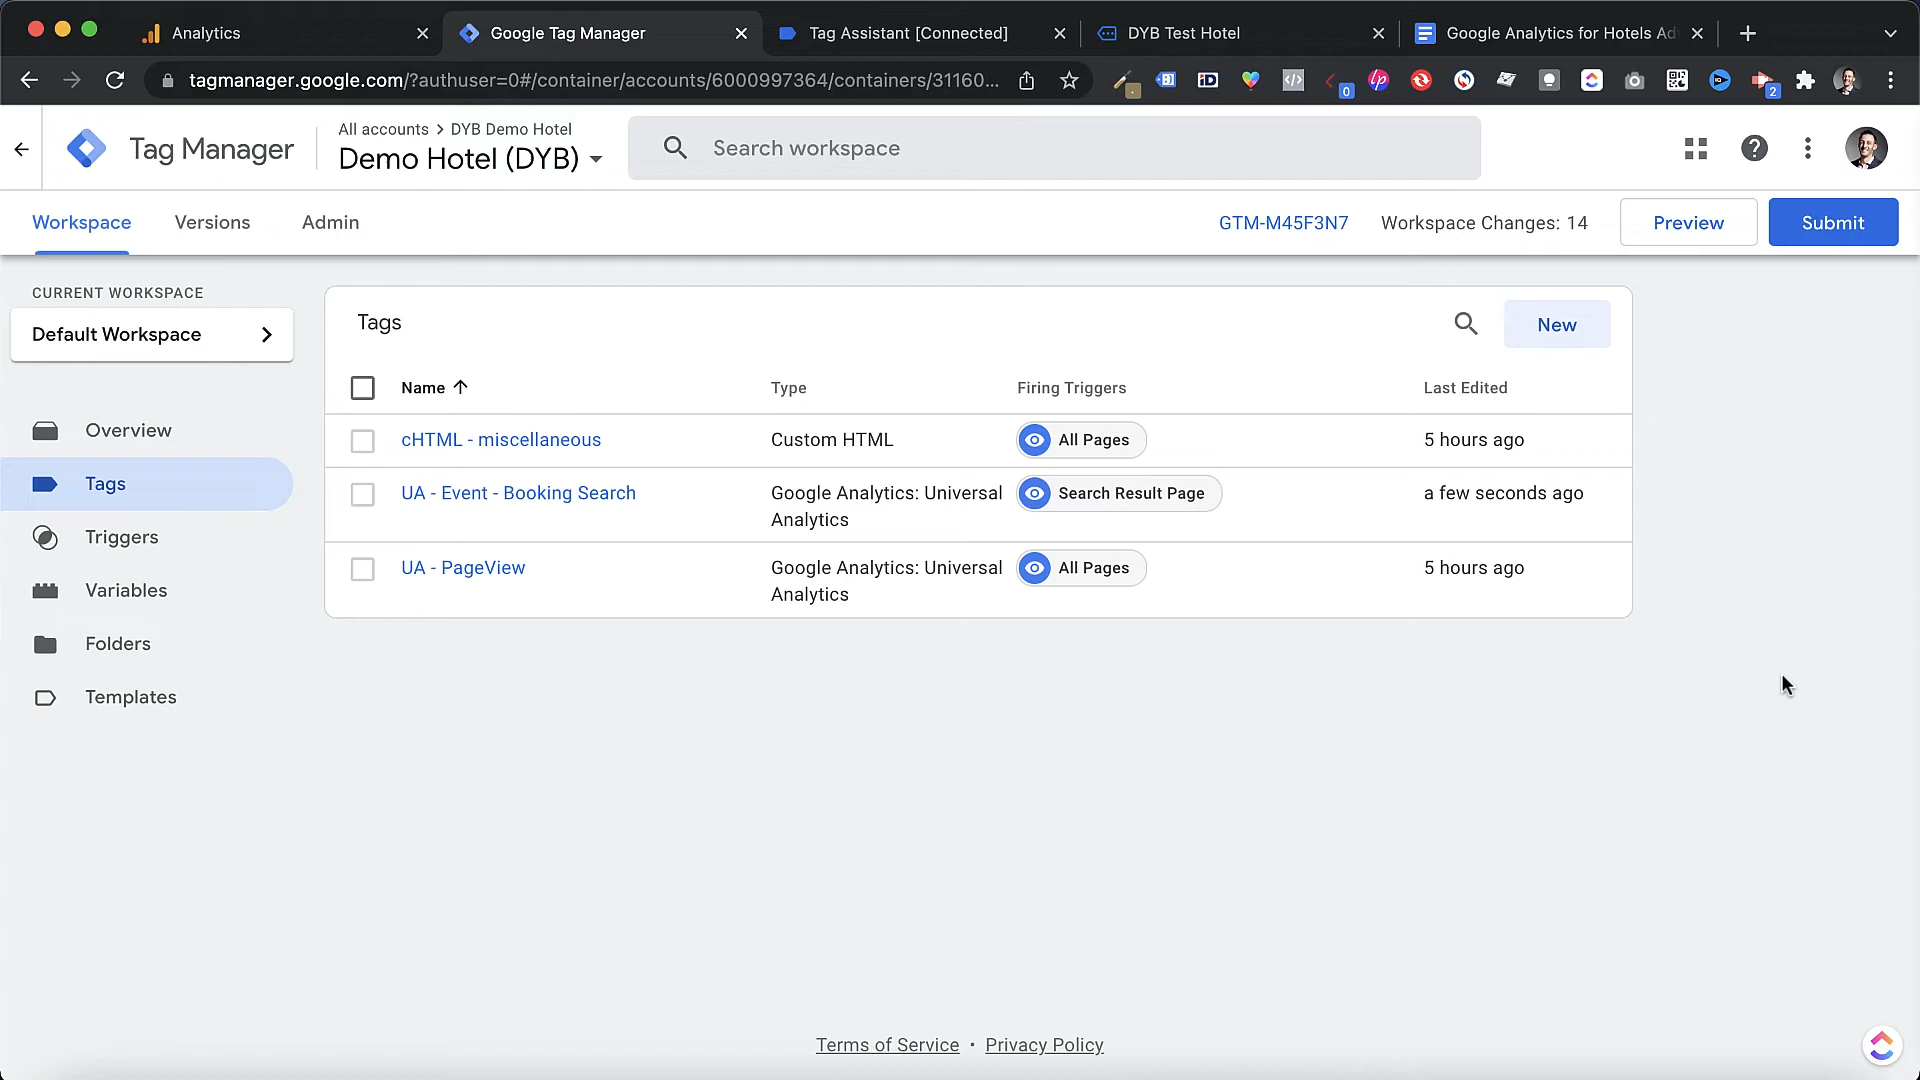 Analytics
Google Tag Manager
Tag Assistant [Connected]
DYB Test Hotel
Google Analytics for Hotels Ad
tagmanager.google.com/?authuser=0#/container/accounts/6000997364/containers/31160...
0
2
Tag Manager
All accounts > DYB Demo Hotel
Demo Hotel (DYB)
Search workspace
Workspace
Versions
Admin
GTM-M45F3N7
Workspace Changes: 14
Preview
Submit
CURRENT WORKSPACE
Default Workspace
Overview
Tags
Triggers
Variables
Folders
Templates
Tags
New
Name
Type
Firing Triggers
Last Edited
cHTML - miscellaneous
Custom HTML
All Pages
5 hours ago
UA - Event - Booking Search
Google Analytics: Universal
Analytics
Search Result Page
a few seconds ago
UA - PageView
Google Analytics: Universal
Analytics
All Pages
5 hours ago
Terms of Service • Privacy Policy